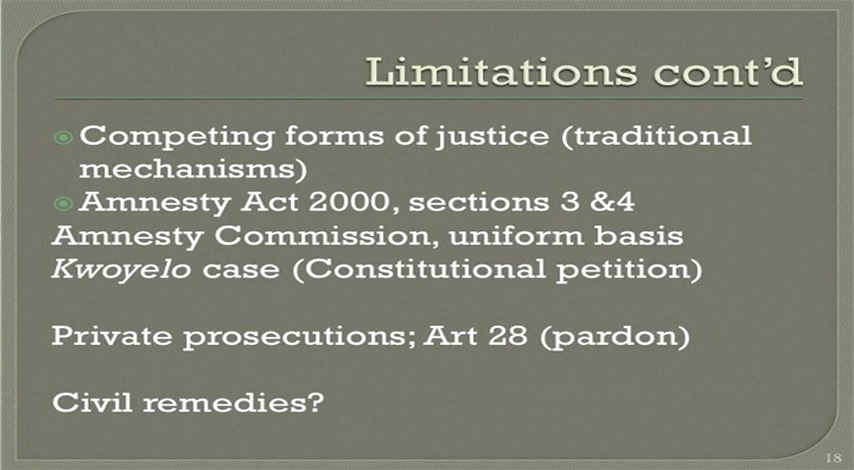 Limitations cont’d
Competing forms of justice (traditional
mechanisms)
Amnesty Act 2000, sections 3 &4
Amnesty Commission, uniform basis
Kwoyelo case (Constitutional petition)
Private prosecutions; Art 28 (pardon)
Civil remedies?
18